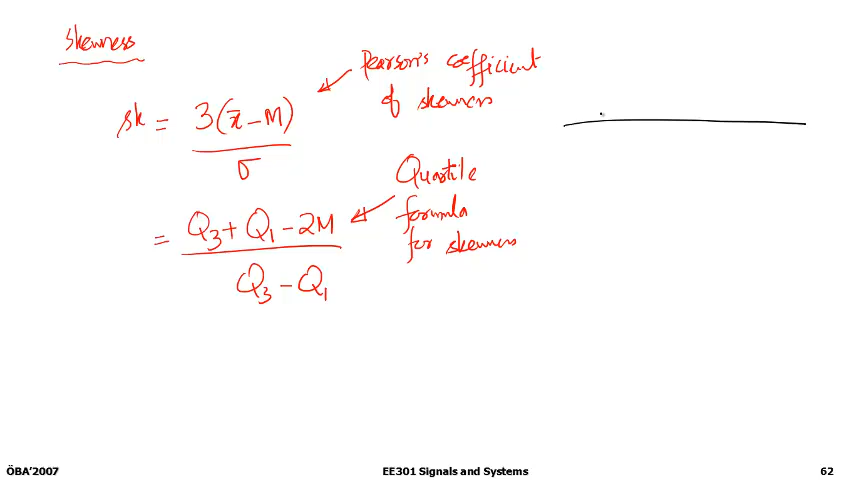 Skewness
Pearson's coefficient
of skewness
sk = 3(x̄ − M)
σ
Quartile
formula
for skewness
= Q₃ + Q₁ − 2M
Q₃ − Q₁
ÖBA'2007 EE301 Signals and Systems 62